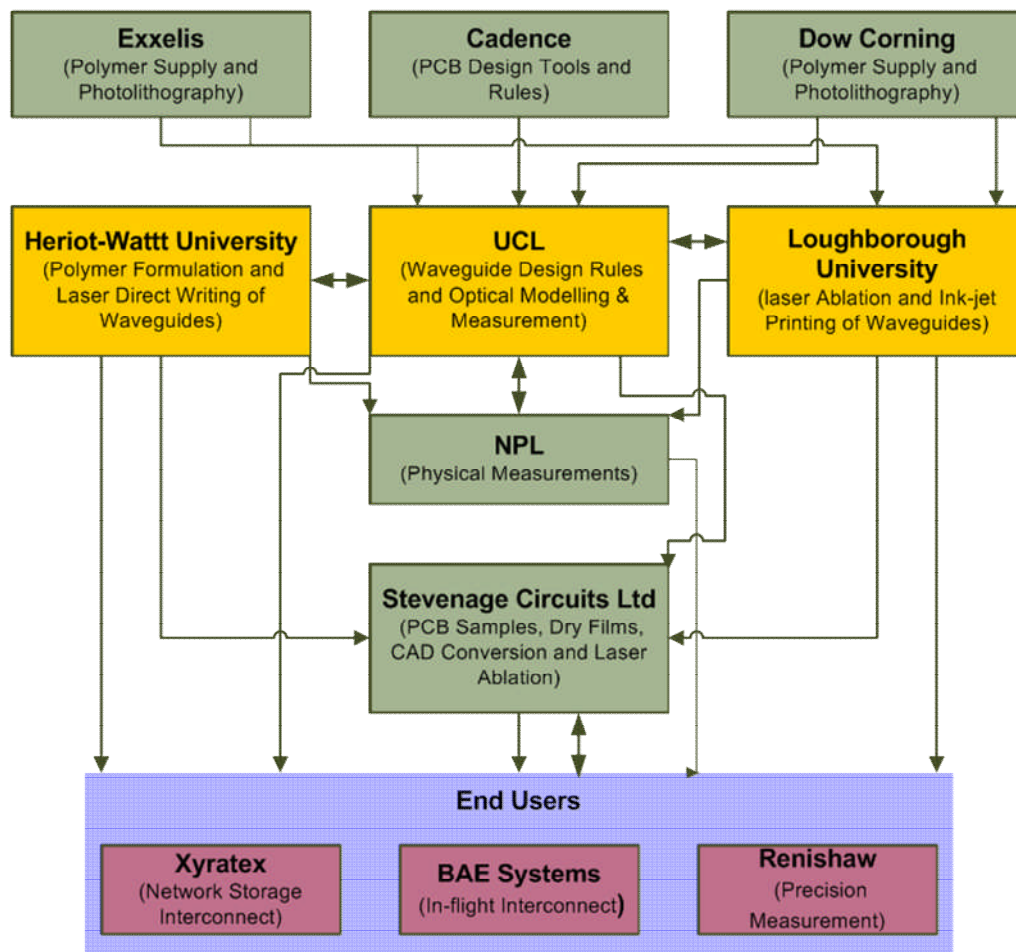 Exxelis
(Polymer Supply and
Photolithography)
Cadence
(PCB Design Tools and
Rules)
Dow Corning
(Polymer Supply and
Photolithography)
Heriot-Wattt University
(Polymer Formulation and
Laser Direct Writing of
Waveguides)
UCL
(Waveguide Design Rules
and Optical Modelling &
Measurement)
Loughborough
University
(laser Ablation and Ink-jet
Printing of Waveguides)
NPL
(Physical Measurements)
Stevenage Circuits Ltd
(PCB Samples, Dry Films,
CAD Conversion and Laser
Ablation)
End Users
Xyratex
(Network Storage
Interconnect)
BAE Systems
(In-flight Interconnect)
Renishaw
(Precision
Measurement)